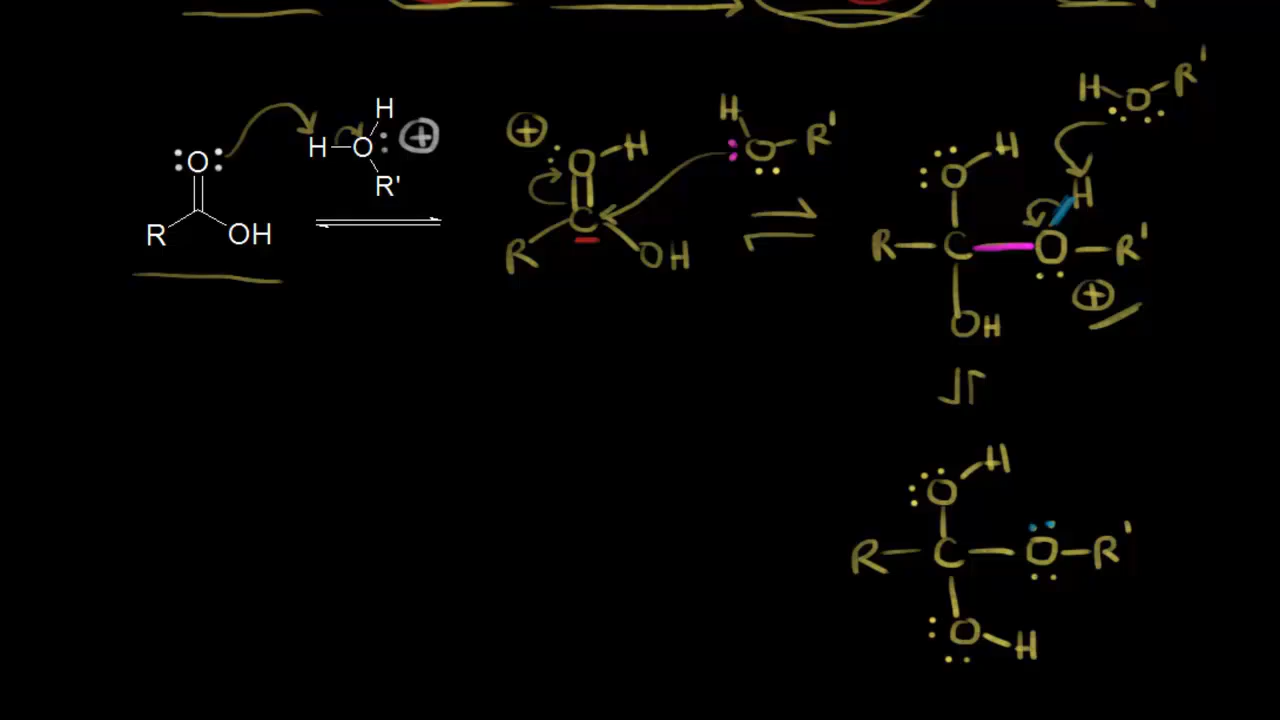 H
H—O: ⊕
R'
:O:
R OH
⊕
:O—H
C
R OH
H
:O—R'
H—O—R'
:O—H
H
R—C—O—R'
⊕
OH
:O—H
R—C—O—R'
:O—H